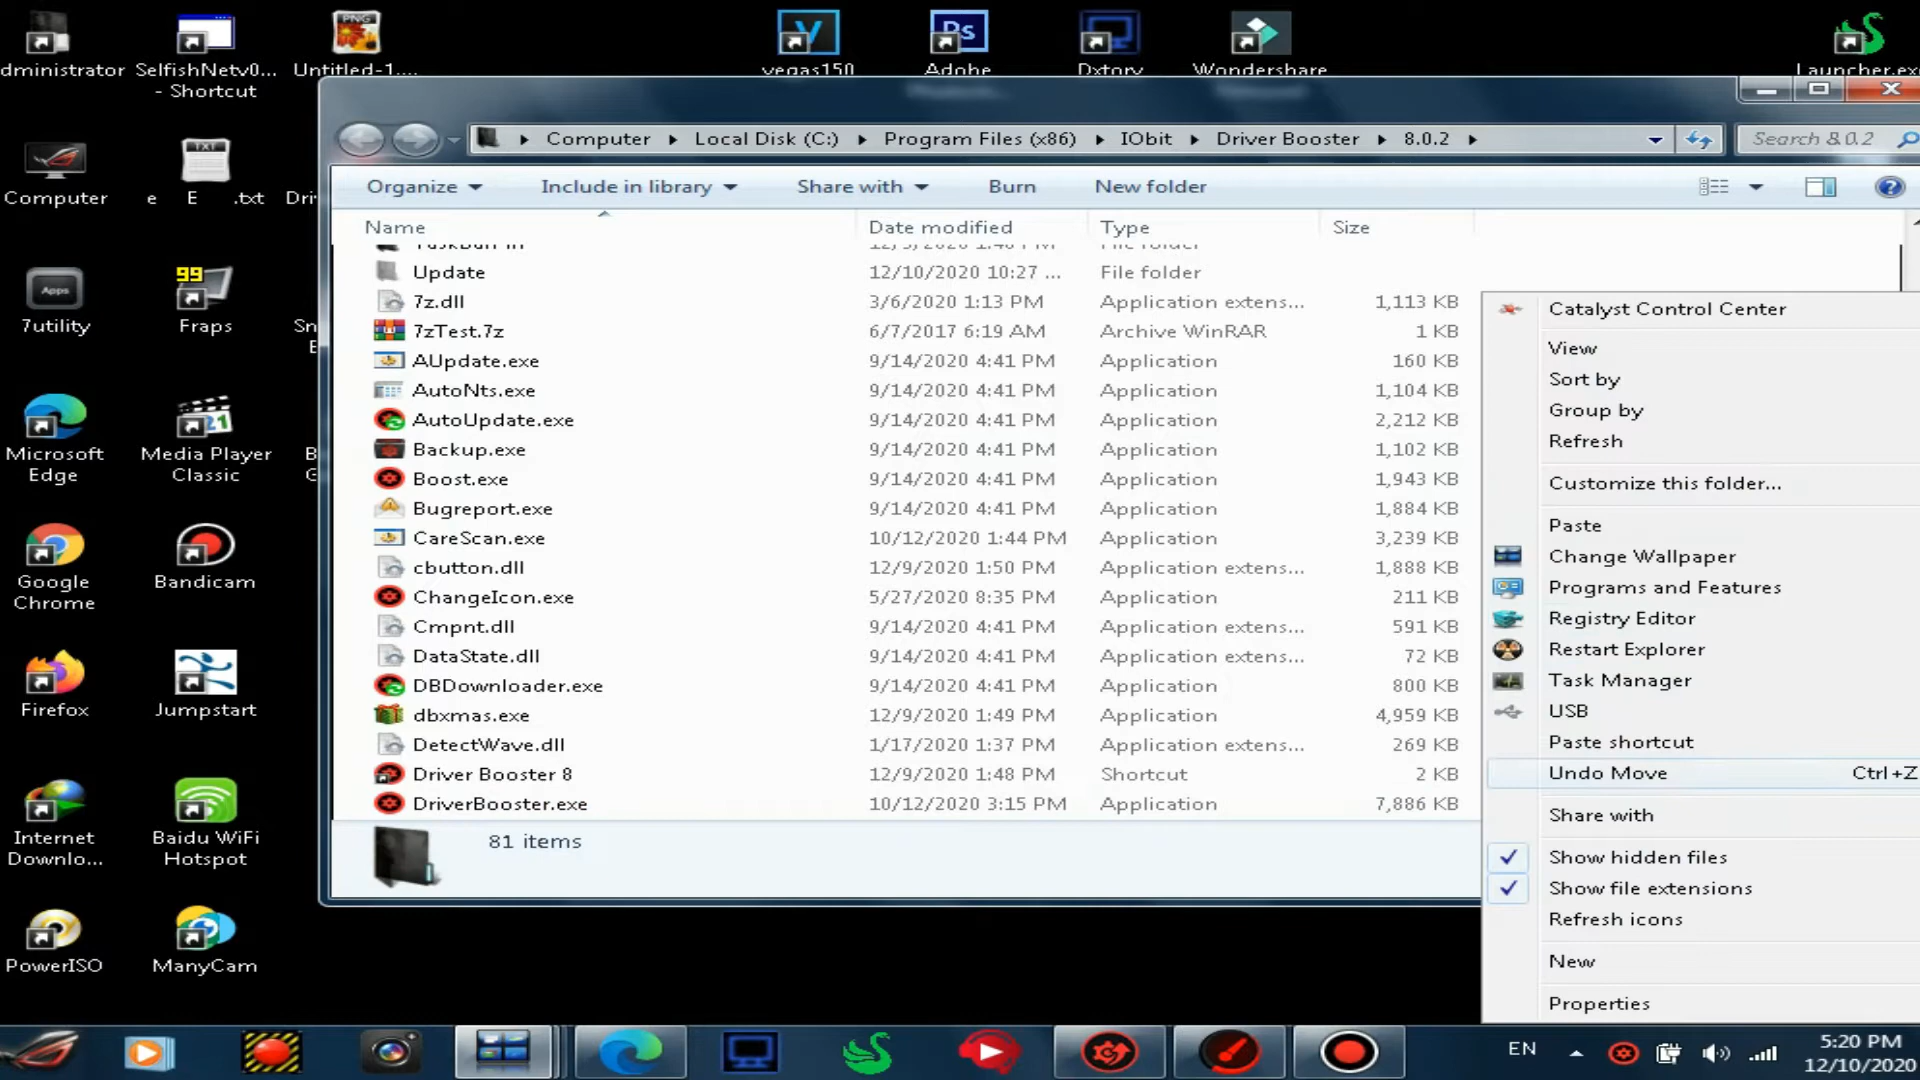 dministrator
SelfishNetv0...
- Shortcut
PNG
Untitled-1....
vegas150
Ps
Adobe
Dxtory
Wondershare
Launcher.exe
Computer
TXT
e E .txt
Dri
Apps
7utility
99
Fraps
Sn
E
Microsoft
Edge
21
Media Player
Classic
B
G
Google
Chrome
Bandicam
Firefox
Jumpstart
Internet
Downlo...
Baidu WiFi
Hotspot
PowerISO
ManyCam
Computer
Local Disk (C:)
Program Files (x86)
IObit
Driver Booster
8.0.2
Search 8.0.2
Organize
Include in library
Share with
Burn
New folder
Name Date modified Type Size
Update 12/10/2020 10:27 ... File folder
7z.dll 3/6/2020 1:13 PM Application extens... 1,113 KB
7zTest.7z 6/7/2017 6:19 AM Archive WinRAR 1 KB
AUpdate.exe 9/14/2020 4:41 PM Application 160 KB
AutoNts.exe 9/14/2020 4:41 PM Application 1,104 KB
AutoUpdate.exe 9/14/2020 4:41 PM Application 2,212 KB
Backup.exe 9/14/2020 4:41 PM Application 1,102 KB
Boost.exe 9/14/2020 4:41 PM Application 1,943 KB
Bugreport.exe 9/14/2020 4:41 PM Application 1,884 KB
CareScan.exe 10/12/2020 1:44 PM Application 3,239 KB
cbutton.dll 12/9/2020 1:50 PM Application extens... 1,888 KB
ChangeIcon.exe 5/27/2020 8:35 PM Application 211 KB
Cmpnt.dll 9/14/2020 4:41 PM Application extens... 591 KB
DataState.dll 9/14/2020 4:41 PM Application extens... 72 KB
DBDownloader.exe 9/14/2020 4:41 PM Application 800 KB
dbxmas.exe 12/9/2020 1:49 PM Application 4,959 KB
DetectWave.dll 1/17/2020 1:37 PM Application extens... 269 KB
Driver Booster 8 12/9/2020 1:48 PM Shortcut 2 KB
DriverBooster.exe 10/12/2020 3:15 PM Application 7,886 KB
81 items
Catalyst Control Center
View
Sort by
Group by
Refresh
Customize this folder...
Paste
Change Wallpaper
Programs and Features
Registry Editor
Restart Explorer
Task Manager
USB
Paste shortcut
Undo Move Ctrl+Z
Share with
Show hidden files
Show file extensions
Refresh icons
New
Properties
EN
5:20 PM
12/10/2020